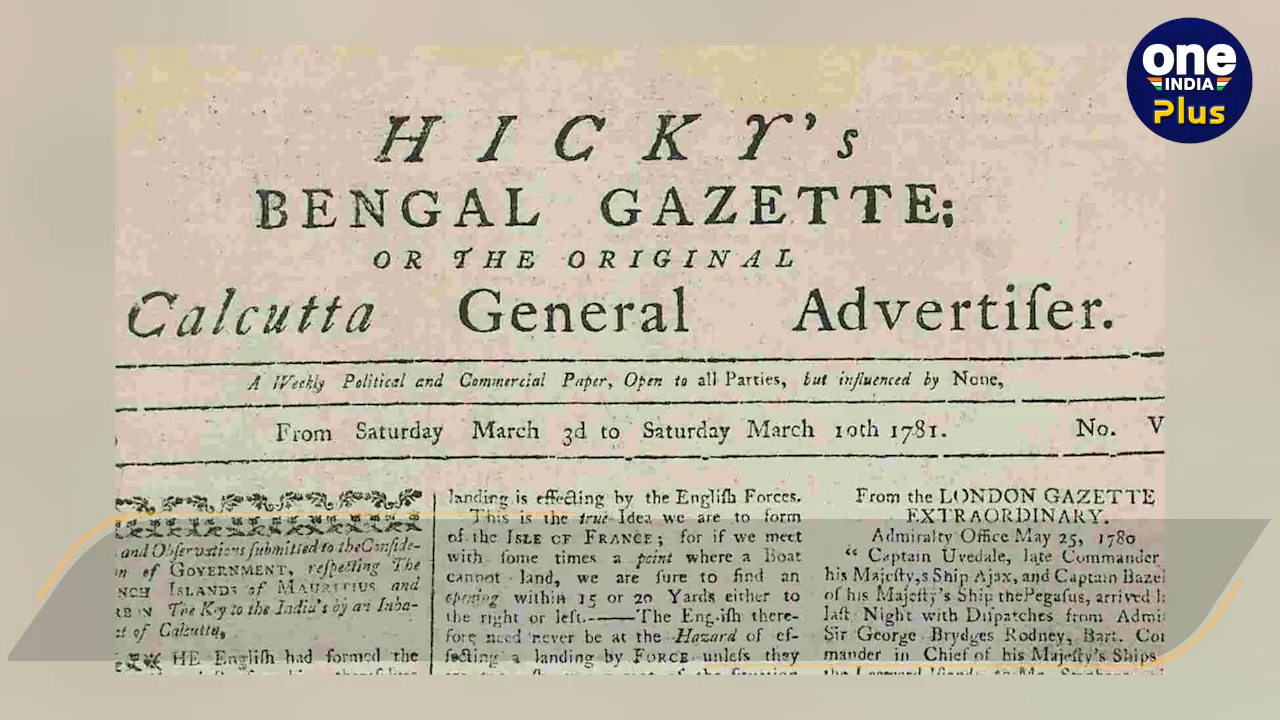 one
INDIA
Plus
HICKY's
BENGAL GAZETTE;
OR THE ORIGINAL
Calcutta General Advertiſer.
A Weekly Political and Commercial Paper, Open to all Parties, but influenced by None,
From Saturday March 3d to Saturday March 10th 1781. No. V
and Obſervations ſubmitted to the Conſide-
of GOVERNMENT, reſpecting The
ISLANDS of MAURITIUS and
The Key to the India's by an Inha-
of Calcutta,
HE Engliſh had formed the
landing is effecting by the Engliſh Forces.
This is the true Idea we are to form
of the ISLE OF FRANCE; for if we meet
with ſome times a point where a Boat
cannot land, we are ſure to find an
opening within 15 or 20 Yards either to
the right or left.——The Engliſh there-
fore need never be at the Hazard of ef-
fecting a landing by FORCE unleſs they
From the LONDON GAZETTE
EXTRAORDINARY.
Admiralty Office May 25, 1780
“ Captain Uvedale, late Commander
his Majeſty,s Ship Ajax, and Captain Bazel
of his Majeſty's Ship the Pegaſus, arrived
laſt Night with Diſpatches from Admi
Sir George Brydges Rodney, Bart. Co
mander in Chief of his Majeſty's Ships